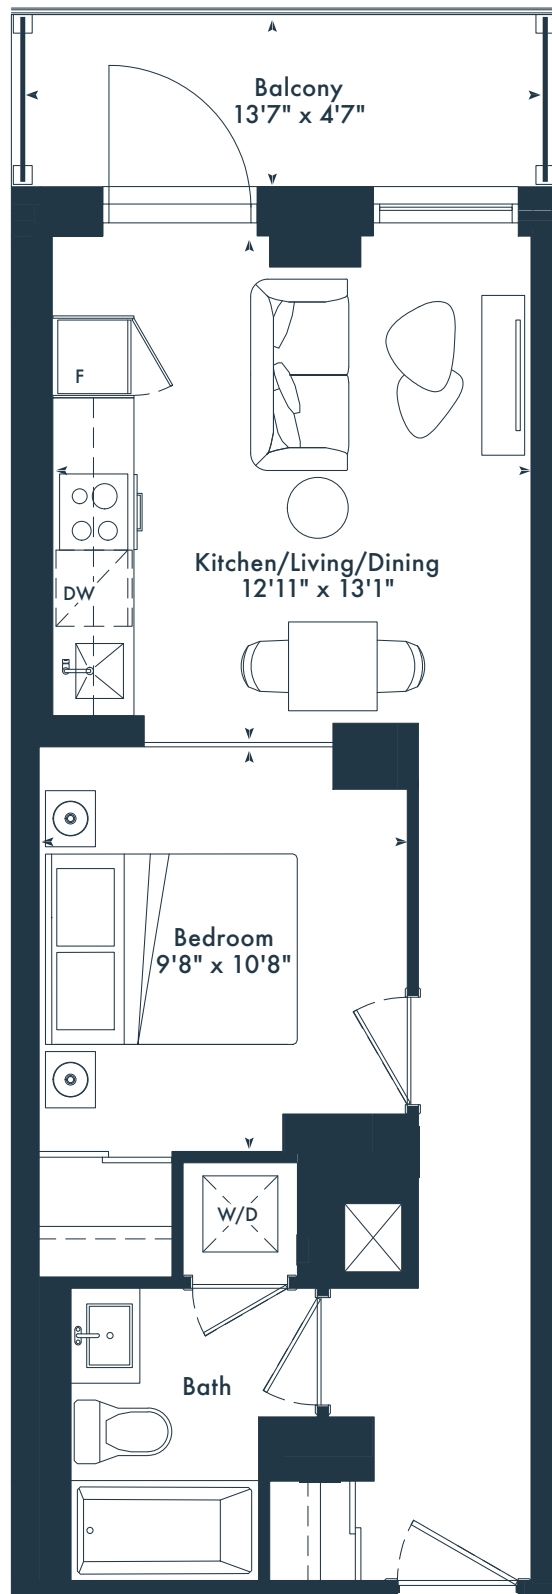 Balcony
13'7" x 4'7"
F
Kitchen/Living/Dining
12'11" x 13'1"
DW
Bedroom
9'8" x 10'8"
W/D
Bath